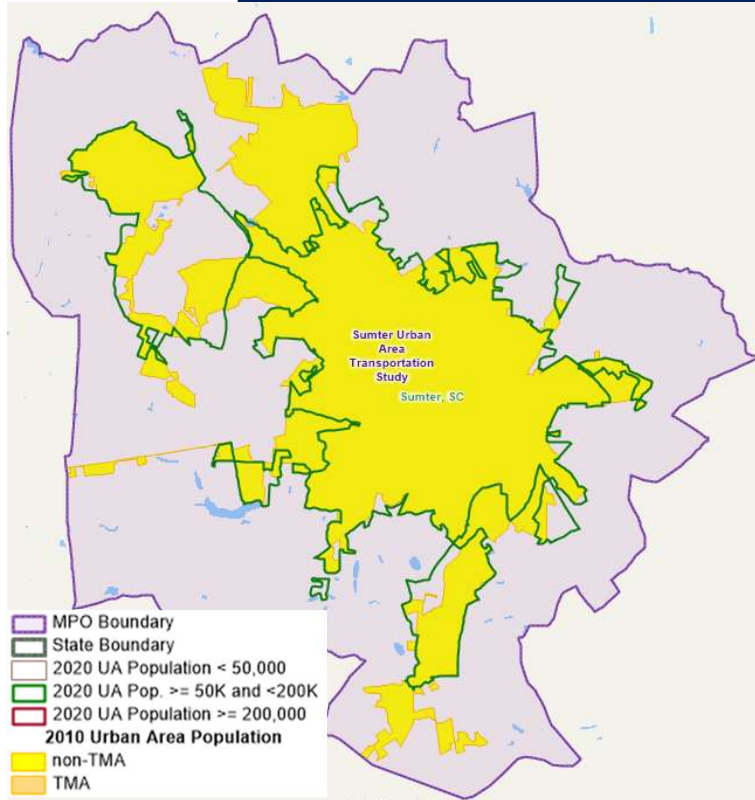 Sumter Urban
Area
Transportation
Study
Sumter, SC
MPO Boundary
State Boundary
2020 UA Population < 50,000
2020 UA Pop. >= 50K and <200K
2020 UA Population >= 200,000
2010 Urban Area Population
non-TMA
TMA